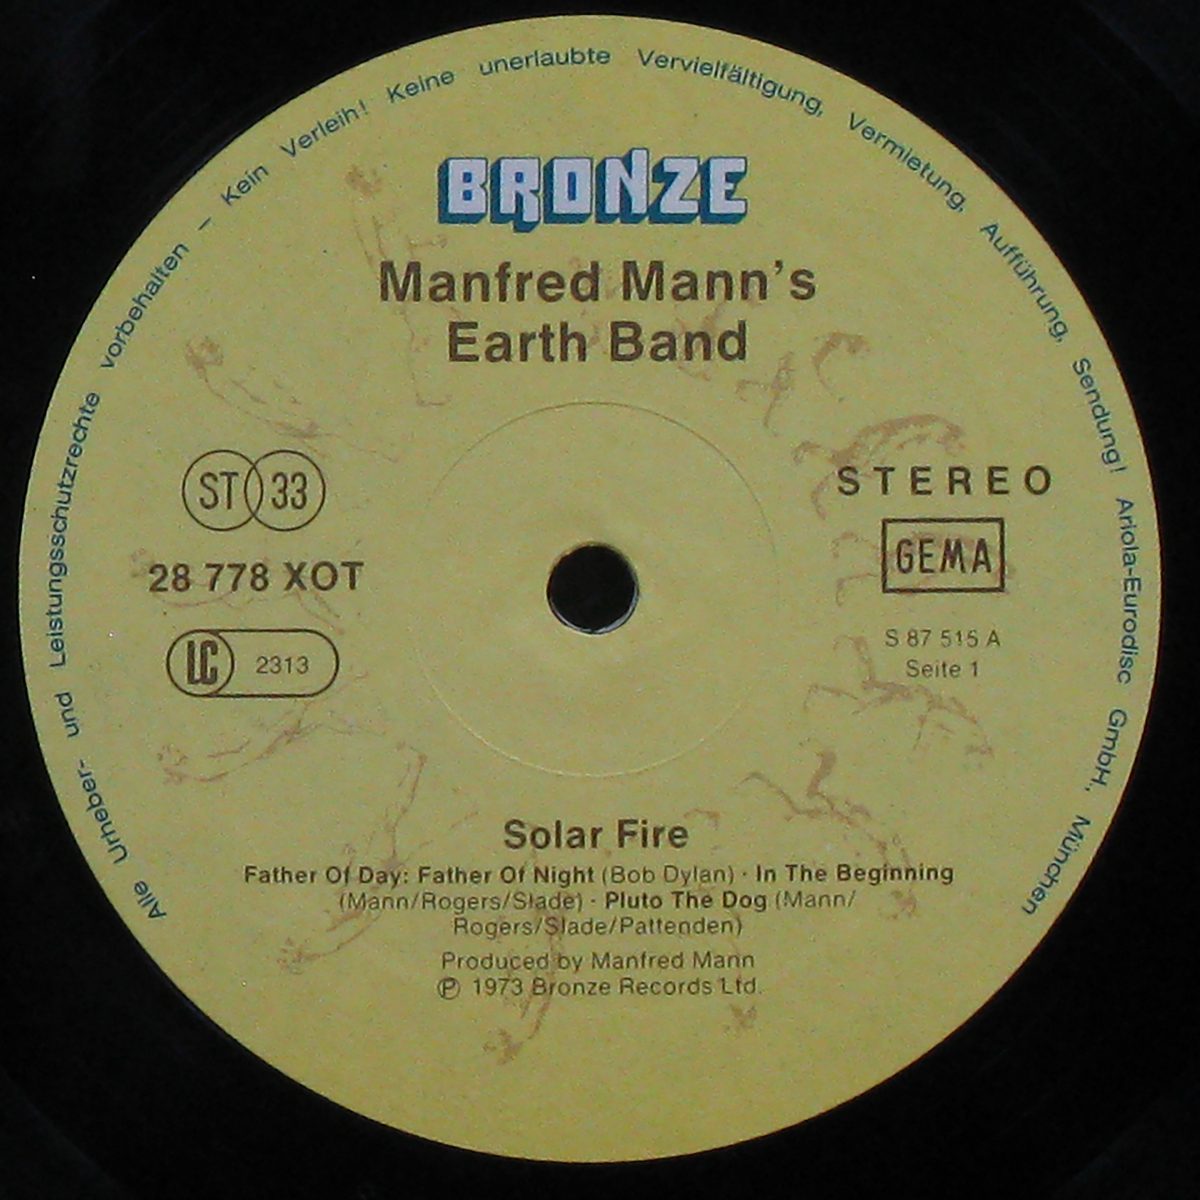 Alle Urheber- und Leistungsschutzrechte vorbehalten – Kein Verleih! Keine unerlaubte Vervielfältigung, Vermietung, Aufführung, Sendung! Ariola-Eurodisc GmbH., München
BRONZE
Manfred Mann's
Earth Band
ST 33
STEREO
GEMA
28 778 XOT
LC 2313
S 87 515 A
Seite 1
Solar Fire
Father Of Day: Father Of Night (Bob Dylan) · In The Beginning
(Mann/Rogers/Slade) · Pluto The Dog (Mann/
Rogers/Slade/Pattenden)
Produced by Manfred Mann
℗ 1973 Bronze Records Ltd.